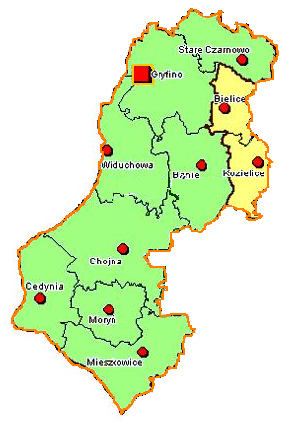 Stare Czarnowo
Gryfino
Bielice
Widuchowa
Banie
Kozielice
Chojna
Cedynia
Moryń
Mieszkowice